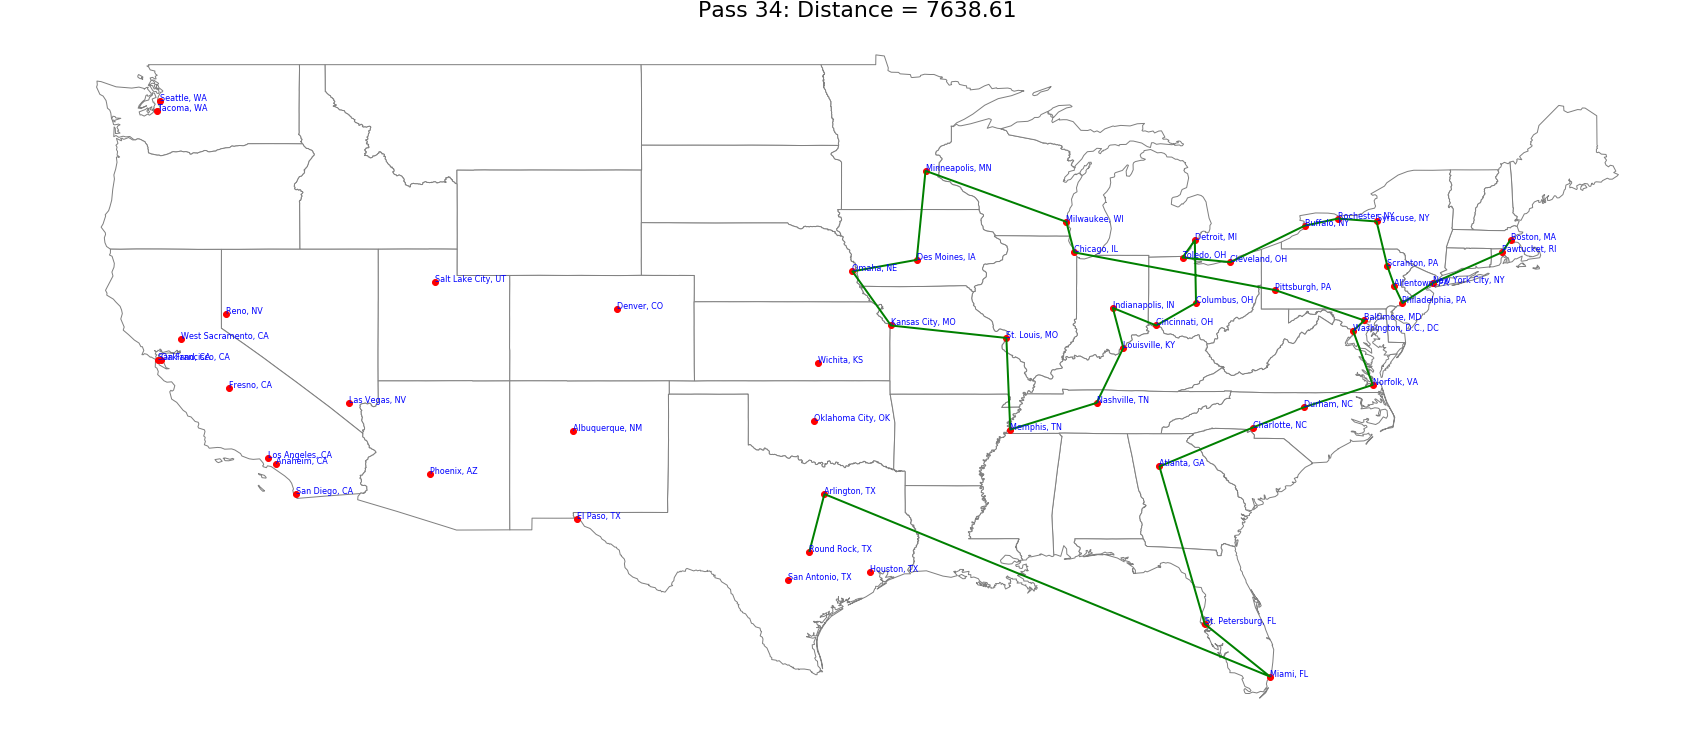 Pass 34: Distance = 7638.61
Seattle, WA
Tacoma, WA
Minneapolis, MN
Milwaukee, WI
Rochester, NY
Syracuse, NY
Buffalo, NY
Detroit, MI
Boston, MA
Pawtucket, RI
Chicago, IL
Toledo, OH
Cleveland, OH
Des Moines, IA
Scranton, PA
Omaha, NE
Salt Lake City, UT
New York City, NY
Allentown, PA
Pittsburgh, PA
Philadelphia, PA
Columbus, OH
Indianapolis, IN
Denver, CO
Reno, NV
Baltimore, MD
Kansas City, MO
Cincinnati, OH
Washington, D.C., DC
West Sacramento, CA
St. Louis, MO
Louisville, KY
San Francisco, CA
Wichita, KS
Norfolk, VA
Fresno, CA
Las Vegas, NV
Nashville, TN
Durham, NC
Oklahoma City, OK
Charlotte, NC
Albuquerque, NM
Memphis, TN
Los Angeles, CA
Anaheim, CA
Atlanta, GA
Phoenix, AZ
San Diego, CA
Arlington, TX
El Paso, TX
Round Rock, TX
Houston, TX
San Antonio, TX
St. Petersburg, FL
Miami, FL